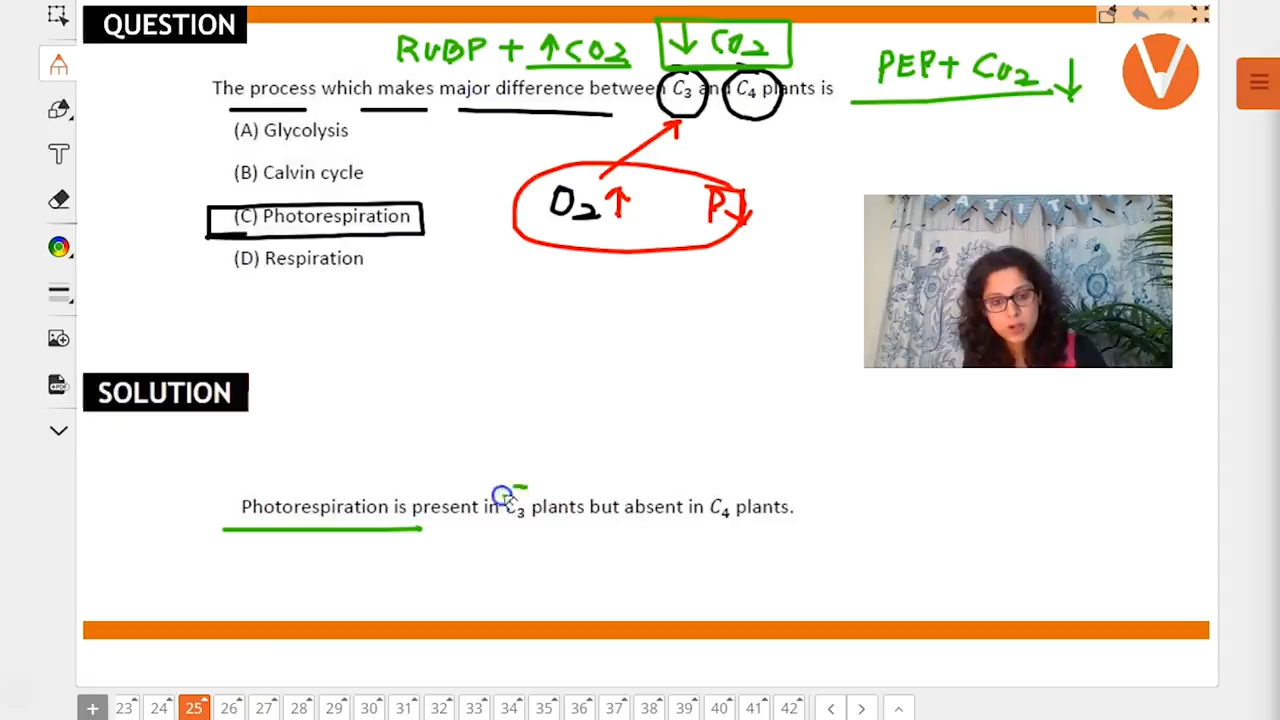 QUESTION
RuBP + ↑CO2 ↓ CO2
PEP + CO2 ↓
The process which makes major difference between C₃ and C₄ plants is
(A) Glycolysis
(B) Calvin cycle
O2↑ P↓
(C) Photorespiration
(D) Respiration
SOLUTION
Photorespiration is present in C₃ plants but absent in C₄ plants.
23 24 25 26 27 28 29 30 31 32 33 34 35 36 37 38 39 40 41 42